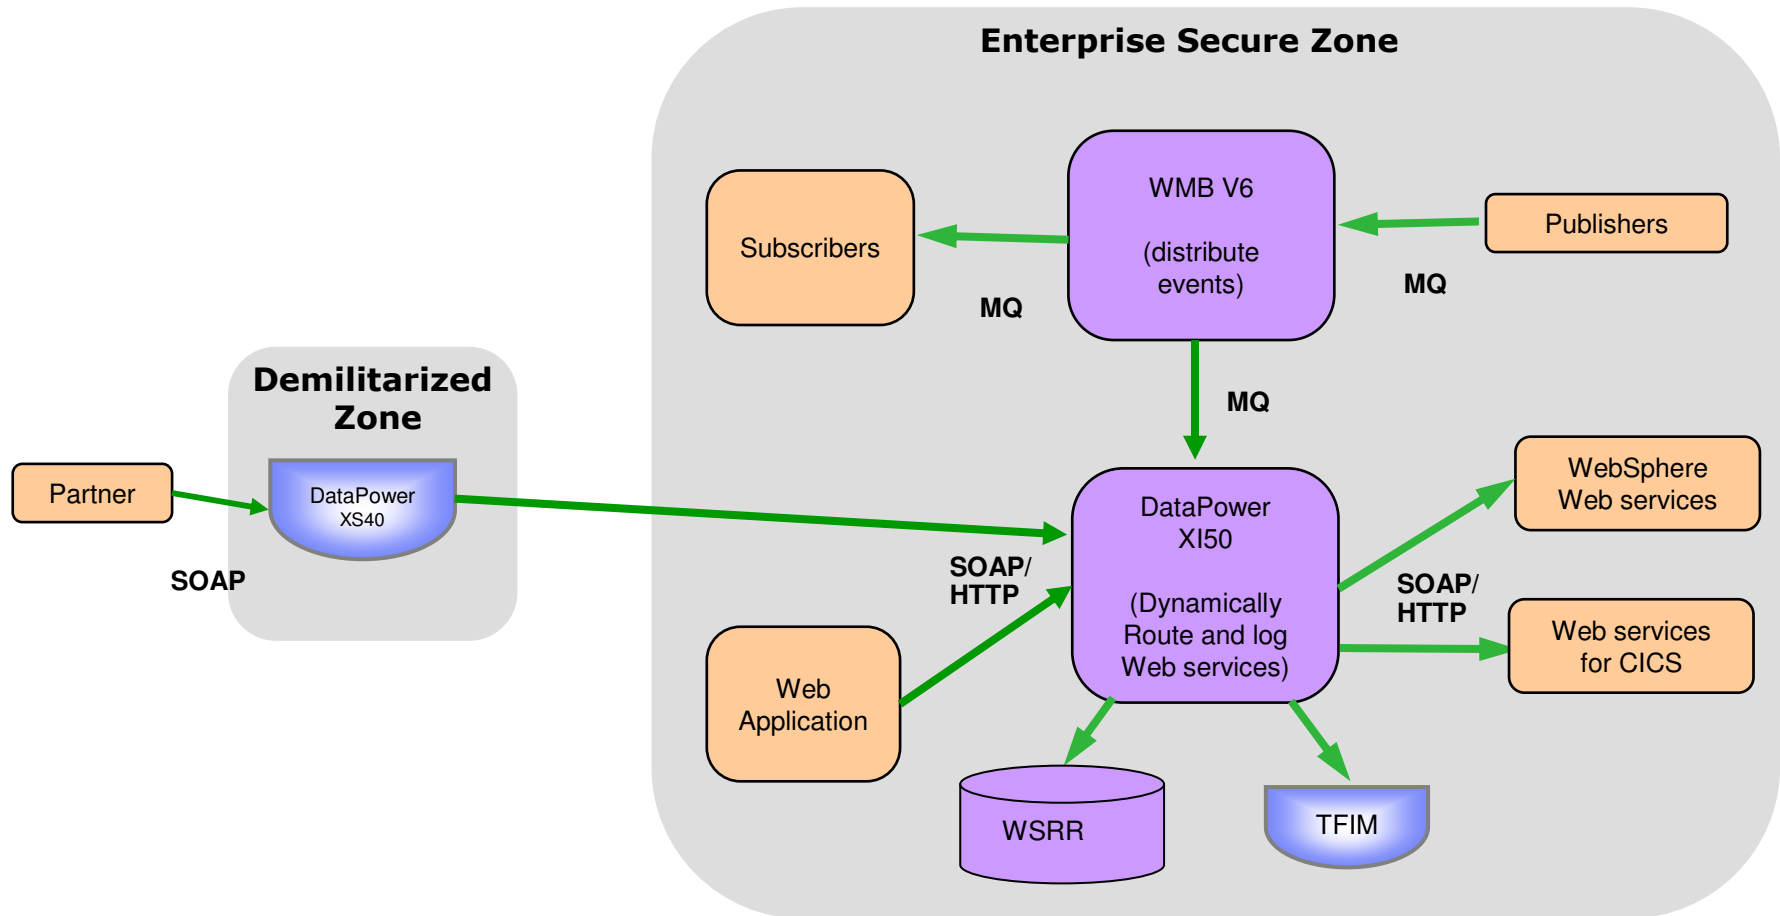 Enterprise Secure Zone
WMB V6
(distribute
events)
Subscribers
Publishers
MQ
MQ
MQ
Demilitarized
Zone
Partner
DataPower
XS40
SOAP
SOAP/
HTTP
DataPower
XI50
(Dynamically
Route and log
Web services)
WebSphere
Web services
SOAP/
HTTP
Web services
for CICS
Web
Application
WSRR
TFIM